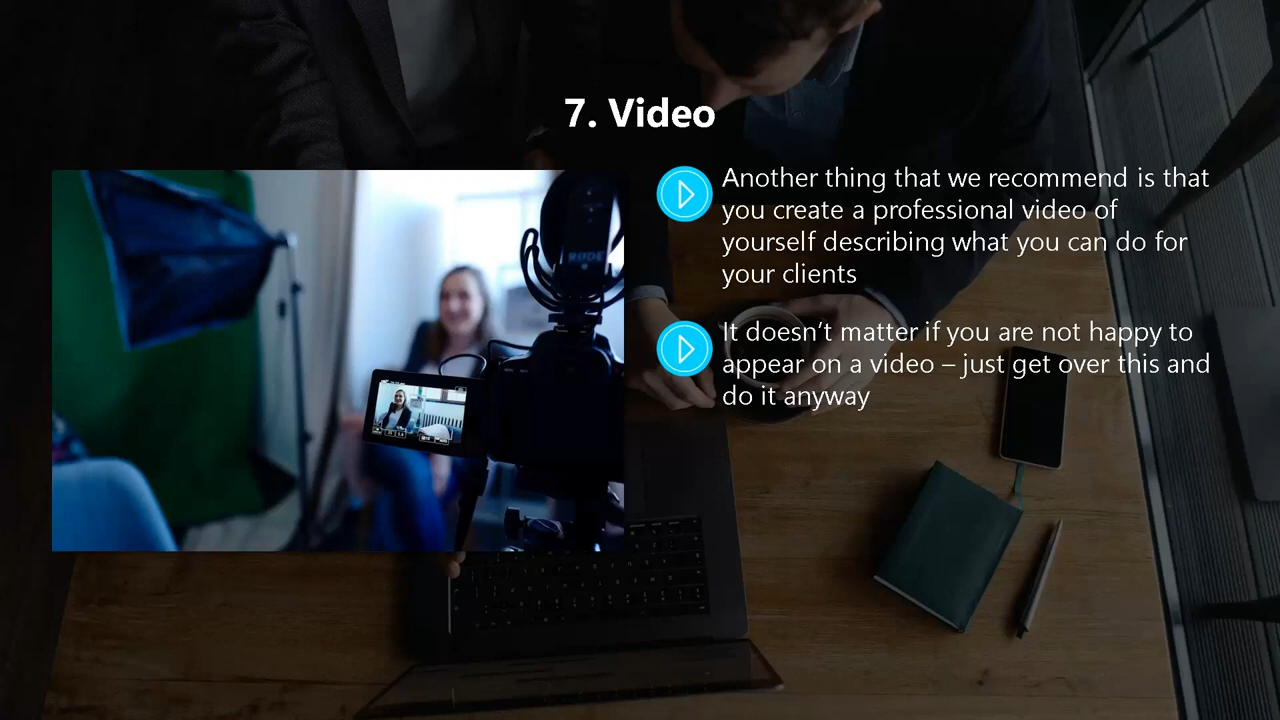 7. Video
Another thing that we recommend is that
you create a professional video of
yourself describing what you can do for
your clients
It doesn’t matter if you are not happy to
appear on a video – just get over this and
do it anyway
RODE